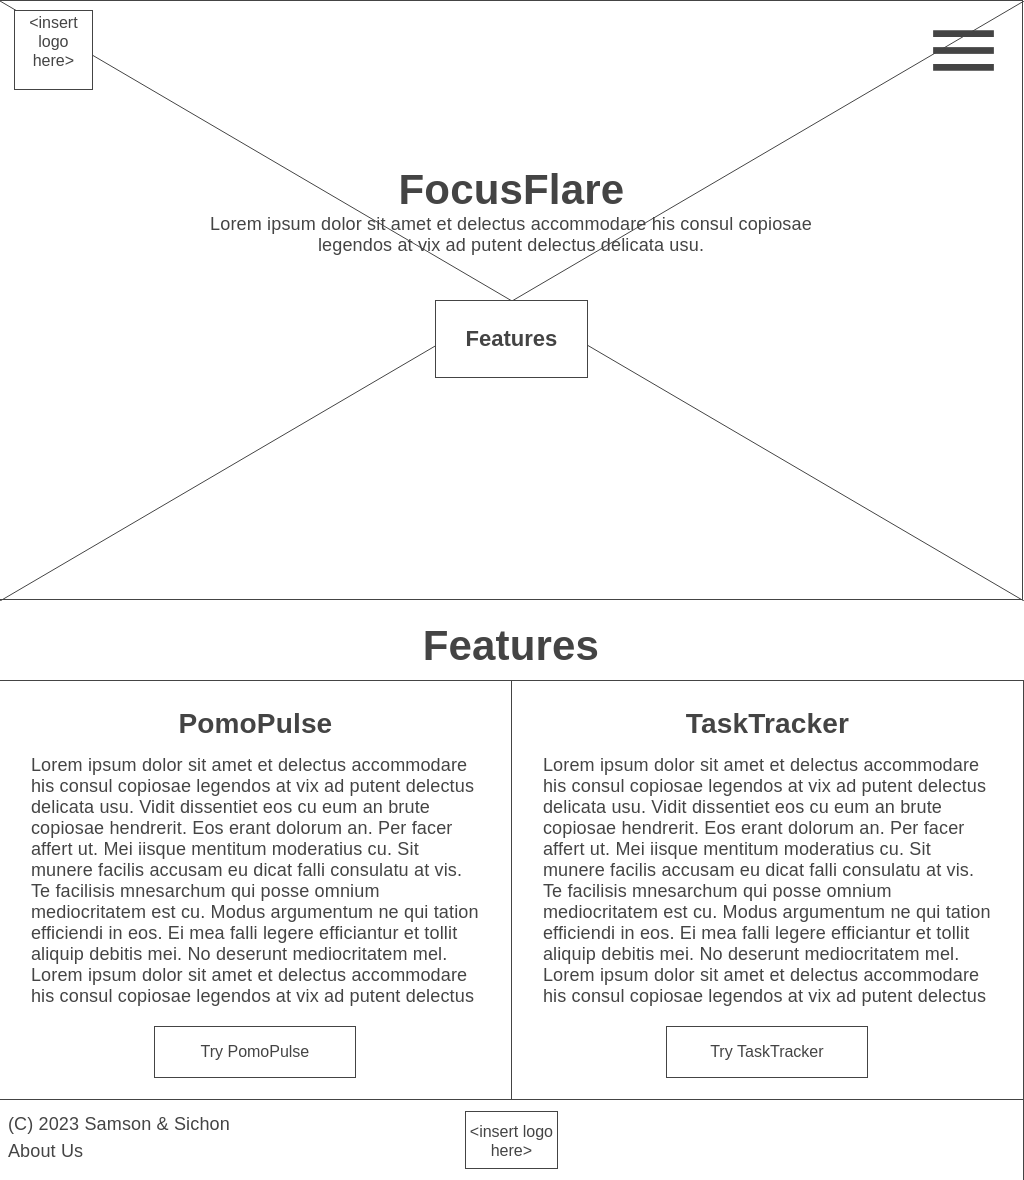 <insert
logo
here>
FocusFlare
Lorem ipsum dolor sit amet et delectus accommodare his consul copiosae
legendos at vix ad putent delectus delicata usu.
Features
Features
PomoPulse
Lorem ipsum dolor sit amet et delectus accommodare
his consul copiosae legendos at vix ad putent delectus
delicata usu. Vidit dissentiet eos cu eum an brute
copiosae hendrerit. Eos erant dolorum an. Per facer
affert ut. Mei iisque mentitum moderatius cu. Sit
munere facilis accusam eu dicat falli consulatu at vis.
Te facilisis mnesarchum qui posse omnium
mediocritatem est cu. Modus argumentum ne qui tation
efficiendi in eos. Ei mea falli legere efficiantur et tollit
aliquip debitis mei. No deserunt mediocritatem mel.
Lorem ipsum dolor sit amet et delectus accommodare
his consul copiosae legendos at vix ad putent delectus
Try PomoPulse
TaskTracker
Lorem ipsum dolor sit amet et delectus accommodare
his consul copiosae legendos at vix ad putent delectus
delicata usu. Vidit dissentiet eos cu eum an brute
copiosae hendrerit. Eos erant dolorum an. Per facer
affert ut. Mei iisque mentitum moderatius cu. Sit
munere facilis accusam eu dicat falli consulatu at vis.
Te facilisis mnesarchum qui posse omnium
mediocritatem est cu. Modus argumentum ne qui tation
efficiendi in eos. Ei mea falli legere efficiantur et tollit
aliquip debitis mei. No deserunt mediocritatem mel.
Lorem ipsum dolor sit amet et delectus accommodare
his consul copiosae legendos at vix ad putent delectus
Try TaskTracker
(C) 2023 Samson & Sichon
About Us
<insert logo
here>